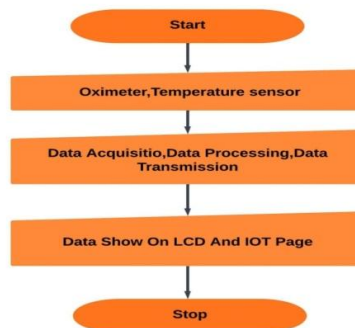 Start
Oximeter,Temperature sensor
Data Acquisitio,Data Processing,Data
Transmission
Data Show On LCD And IOT Page
Stop